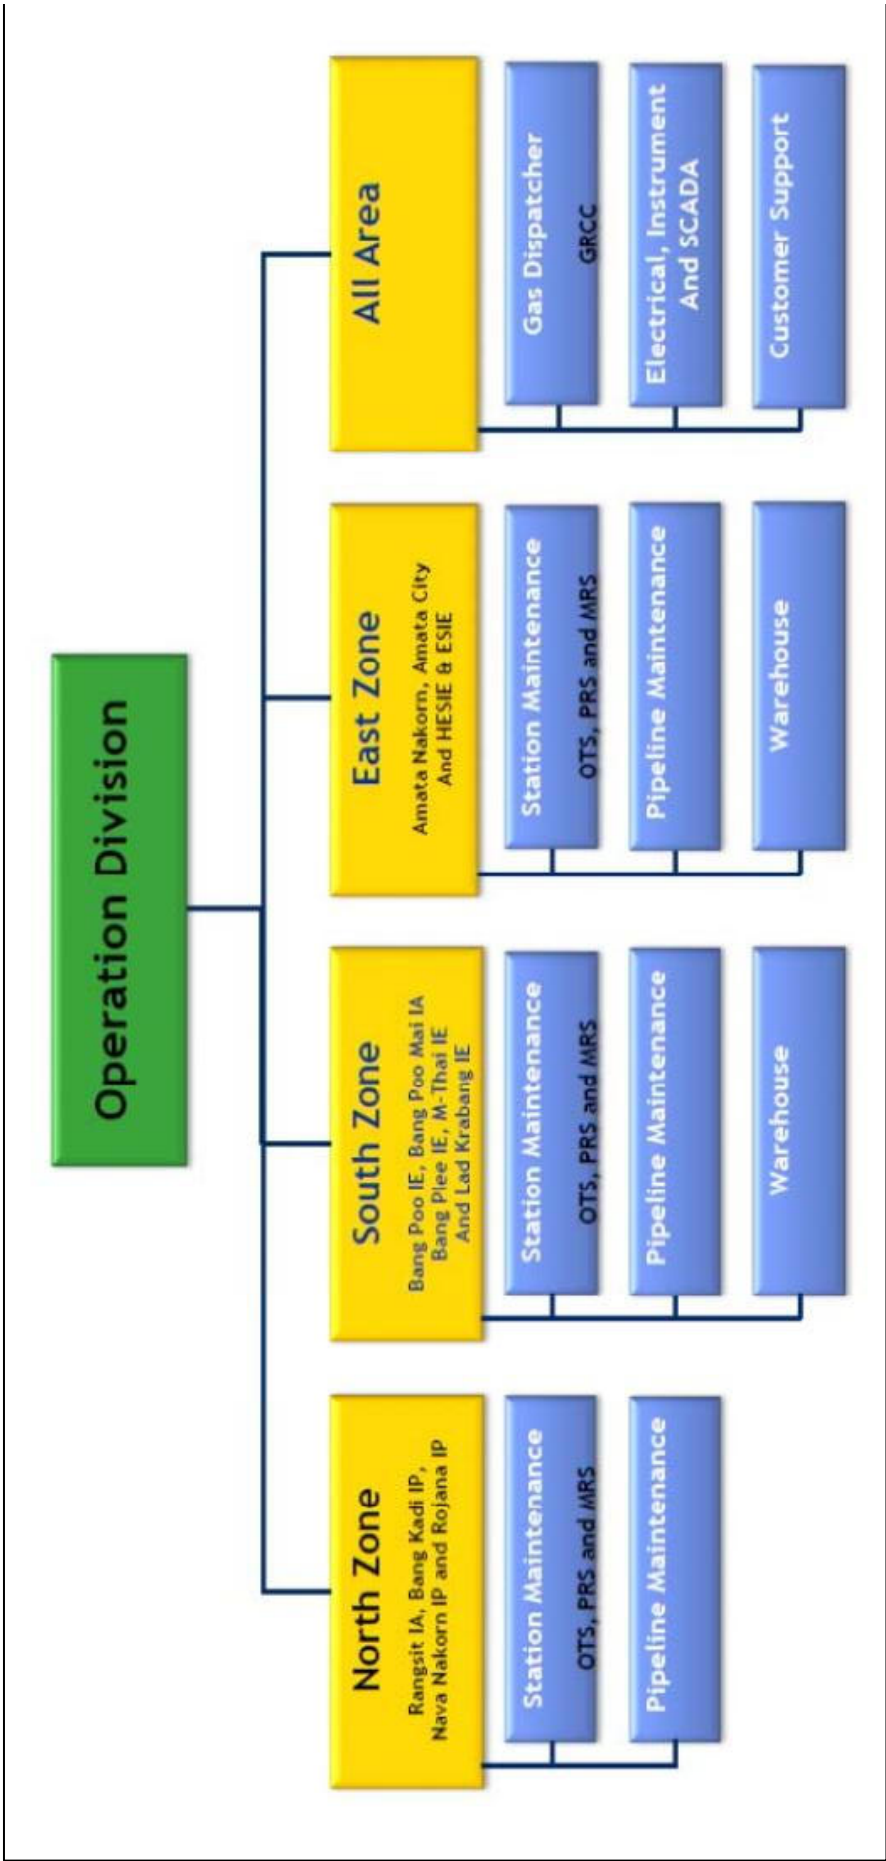 Operation Division
North Zone
Rangsit IA, Bang Kadi IP,
Nava Nakorn IP and Rojana IP
Station Maintenance
OTS, PRS and MRS
Pipeline Maintenance
South Zone
Bang Poo IE, Bang Poo Mai IA
Bang Plee IE, M-Thai IE
And Lad Krabang IE
Station Maintenance
OTS, PRS and MRS
Pipeline Maintenance
Warehouse
East Zone
Amata Nakorn, Amata City
And HESIE & ESIE
Station Maintenance
OTS, PRS and MRS
Pipeline Maintenance
Warehouse
All Area
Gas Dispatcher
GRCC
Electrical, Instrument
And SCADA
Customer Support